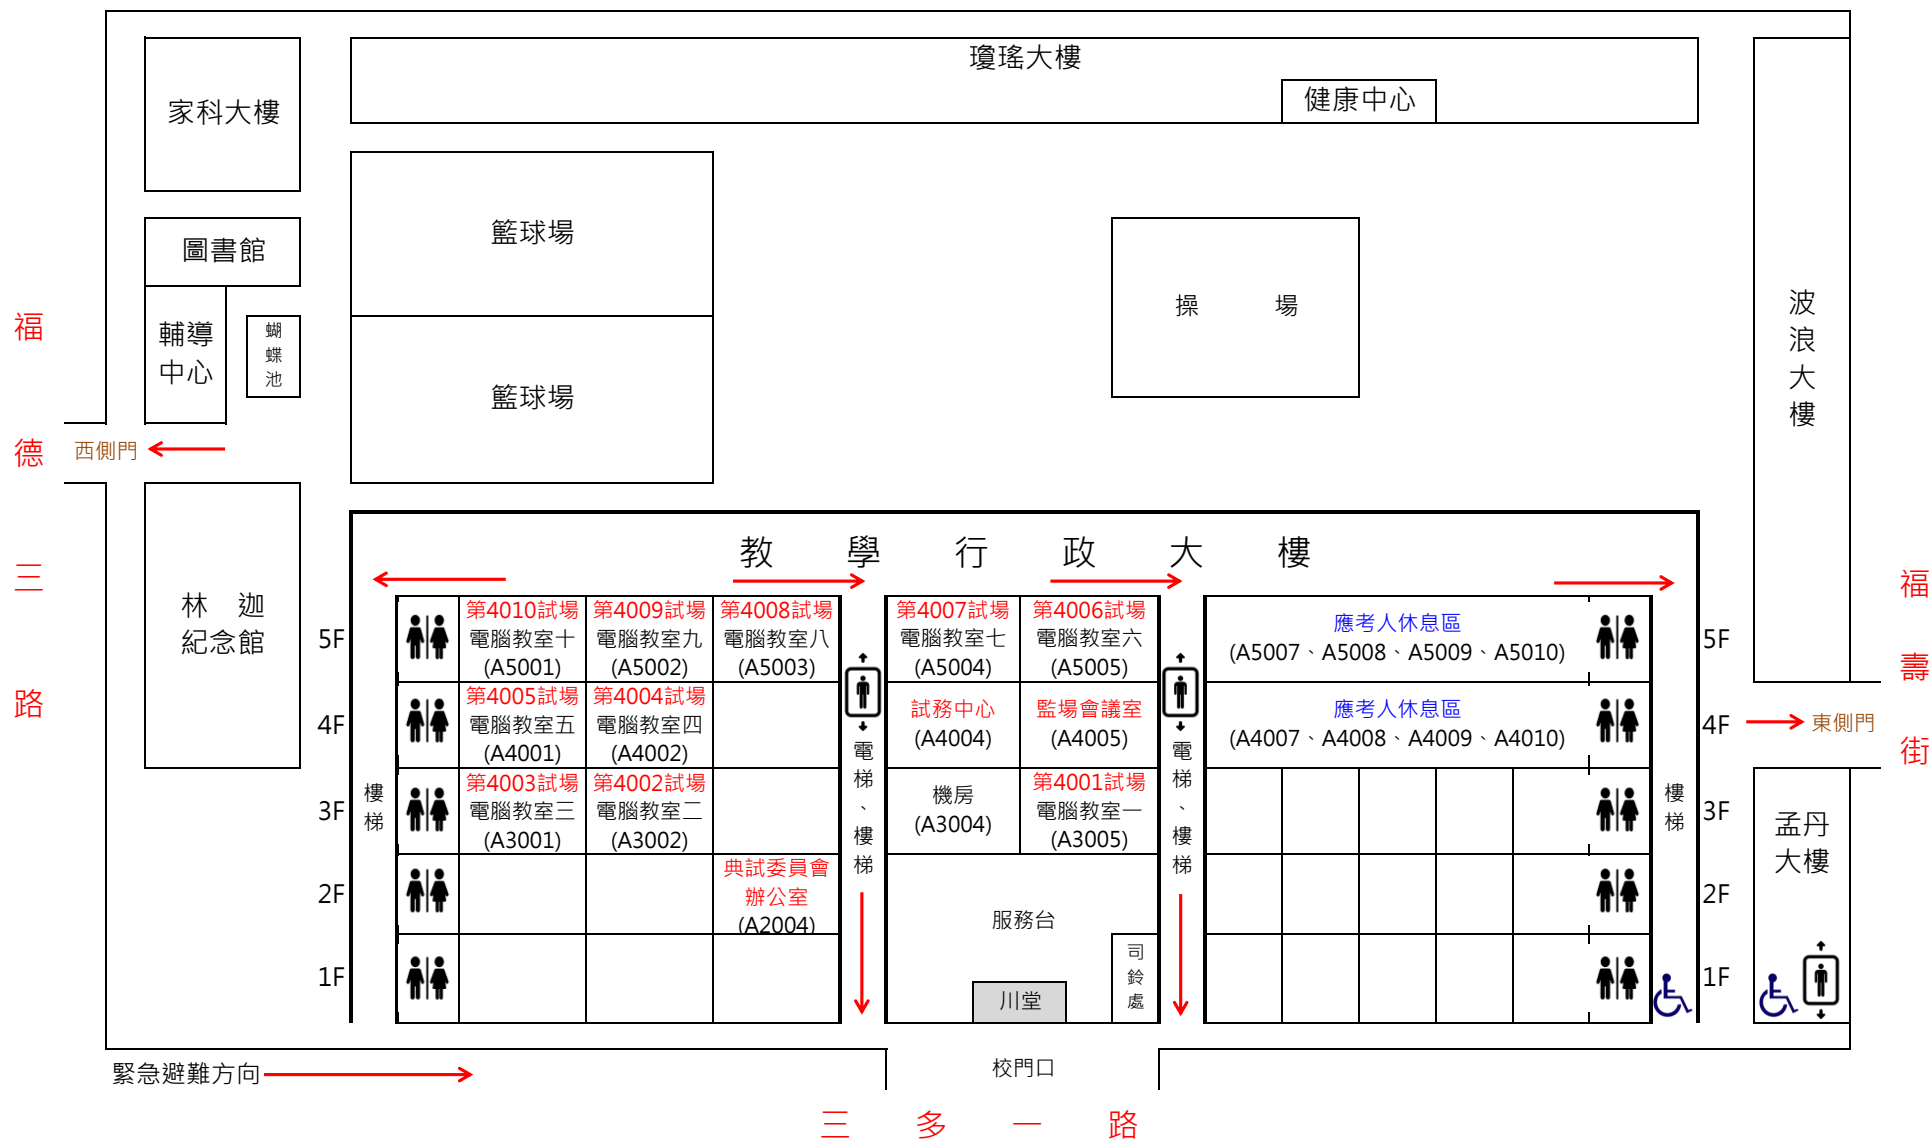 瓊瑤大樓
健康中心
家科大樓
籃球場
圖書館
操　場
輔導
中心
蝴蝶池
籃球場
波浪大樓
福德三路
西側門
林　迦
紀念館
教學行政大樓
5F
第4010試場
電腦教室十
(A5001)
第4009試場
電腦教室九
(A5002)
第4008試場
電腦教室八
(A5003)
第4007試場
電腦教室七
(A5004)
第4006試場
電腦教室六
(A5005)
應考人休息區
(A5007、A5008、A5009、A5010)
5F
4F
第4005試場
電腦教室五
(A4001)
第4004試場
電腦教室四
(A4002)
試務中心
(A4004)
監場會議室
(A4005)
應考人休息區
(A4007、A4008、A4009、A4010)
4F
東側門
福壽街
3F
樓梯
第4003試場
電腦教室三
(A3001)
第4002試場
電腦教室二
(A3002)
電梯、樓梯
機房
(A3004)
第4001試場
電腦教室一
(A3005)
電梯、樓梯
樓梯
3F
孟丹
大樓
2F
典試委員會
辦公室
(A2004)
服務台
2F
1F
川堂
司鈴處
1F
緊急避難方向
校門口
三多一路